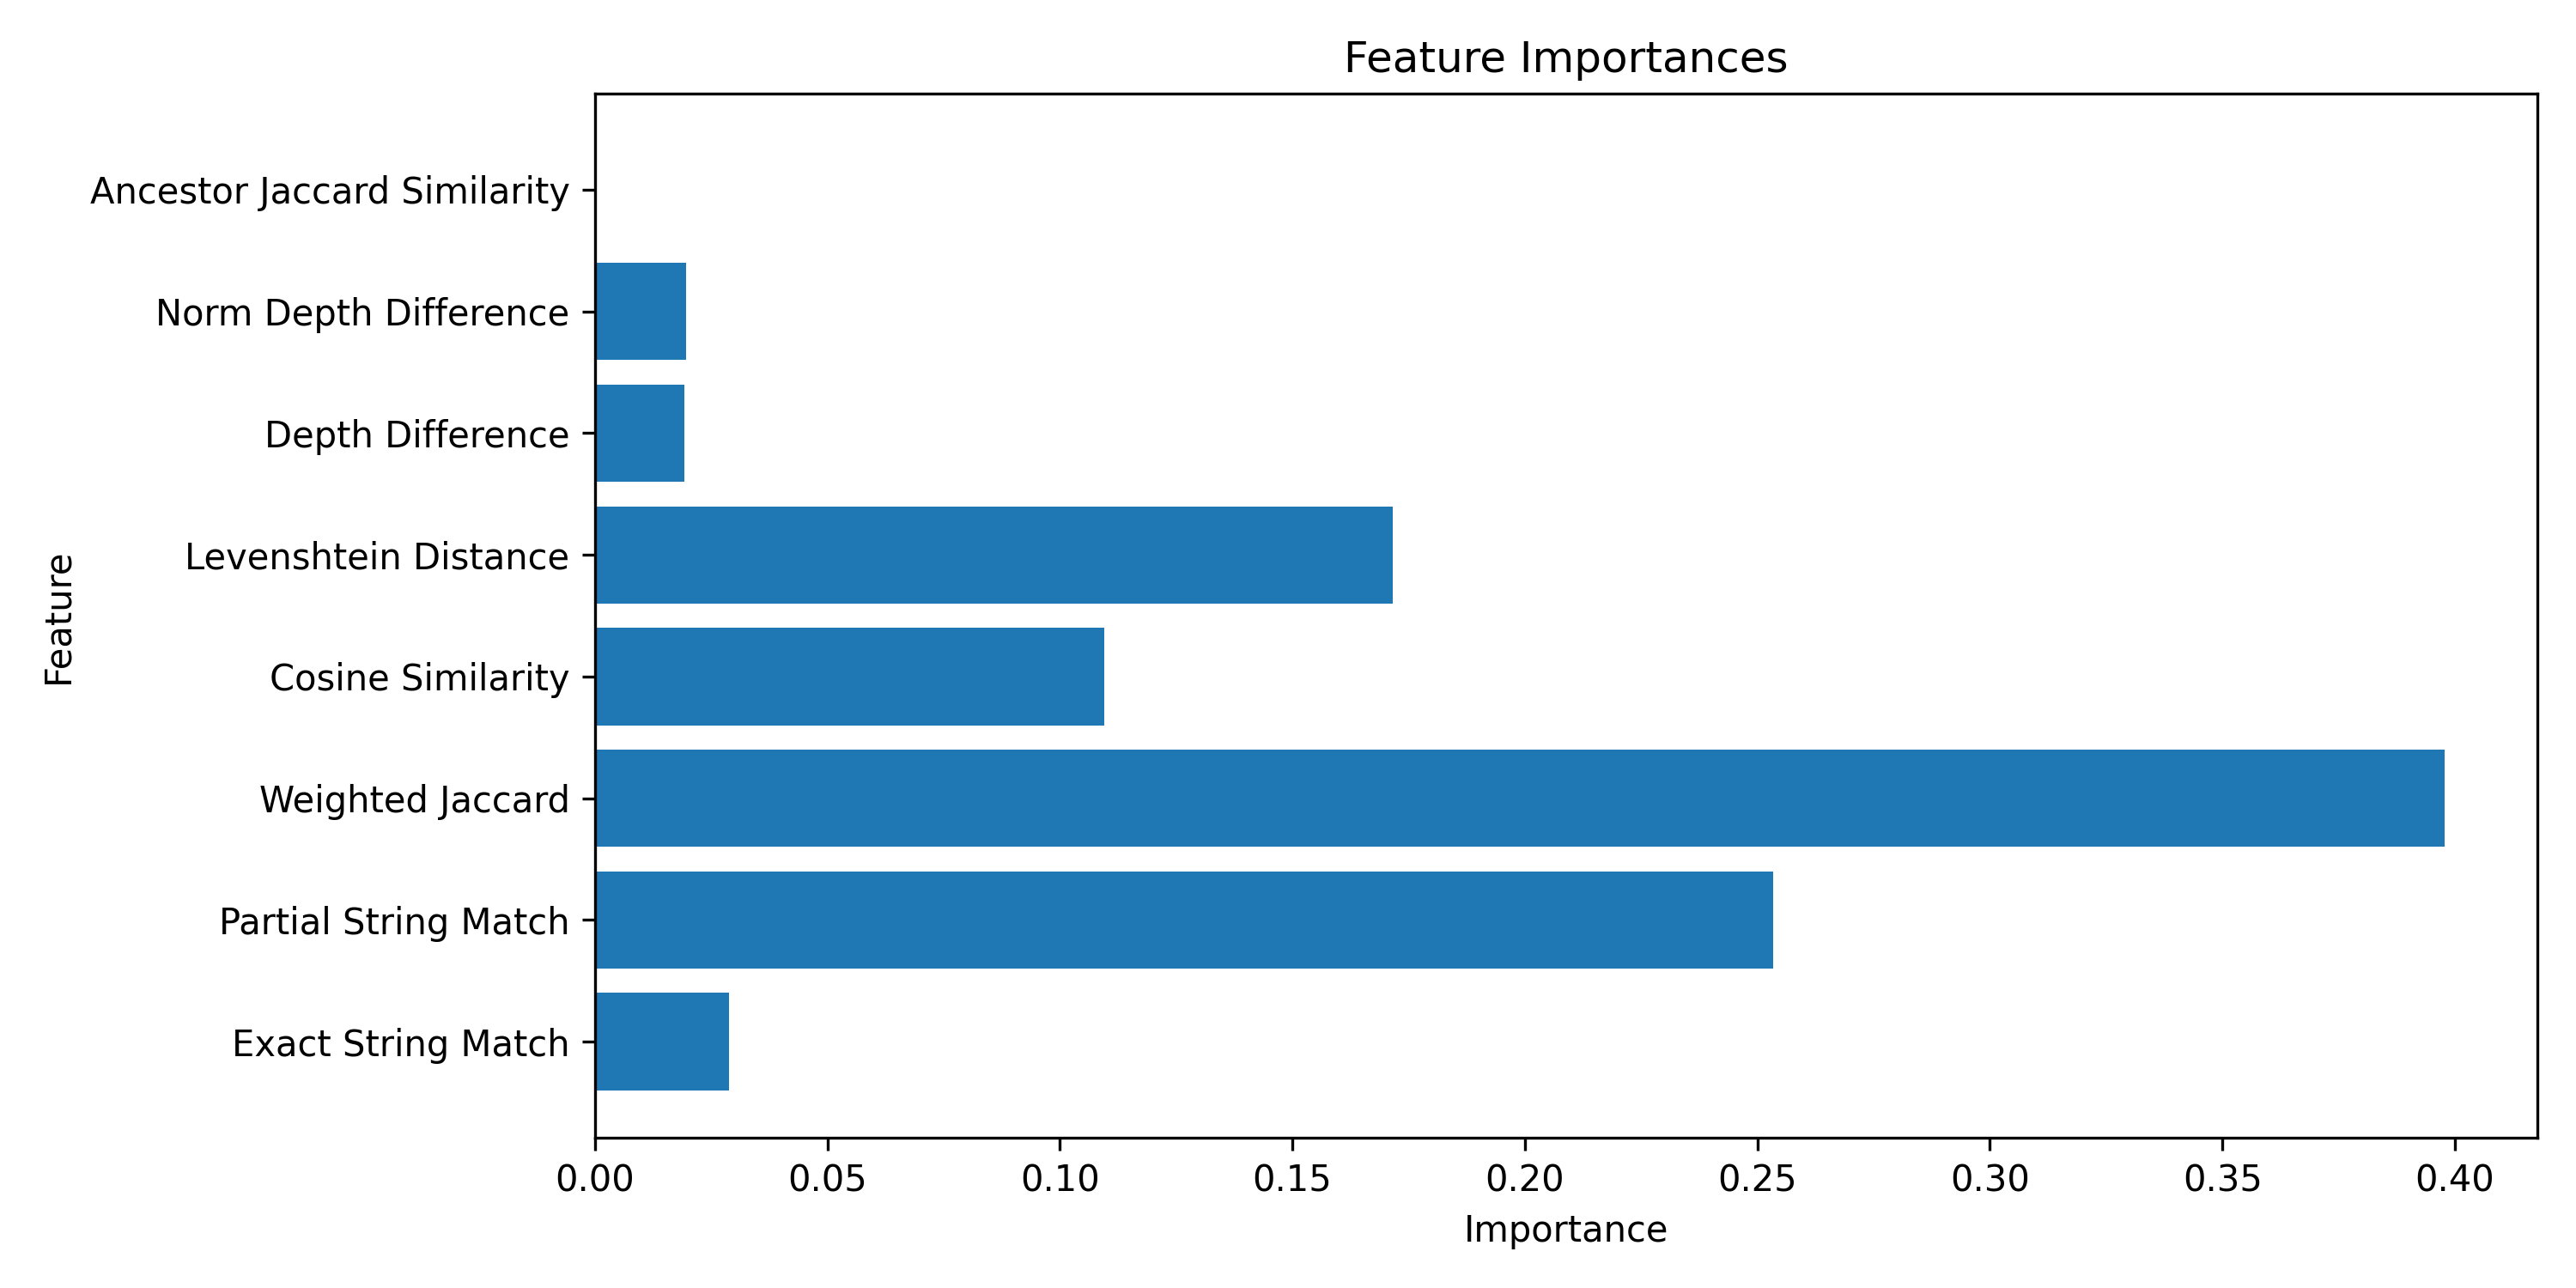 Feature Importances
Ancestor Jaccard Similarity
Norm Depth Difference
Depth Difference
Levenshtein Distance
Cosine Similarity
Weighted Jaccard
Partial String Match
Exact String Match
Feature
0.00 0.05 0.10 0.15 0.20 0.25 0.30 0.35 0.40
Importance